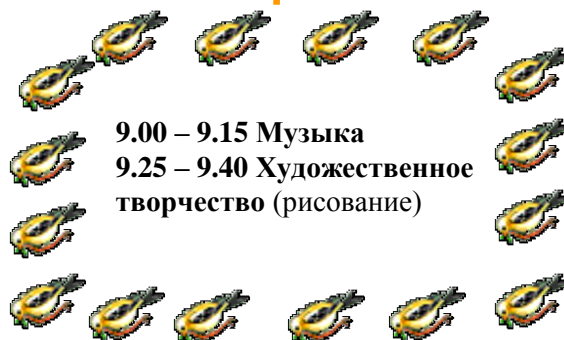 9.00 – 9.15 Музыка
9.25 – 9.40 Художественное
творчество (рисование)